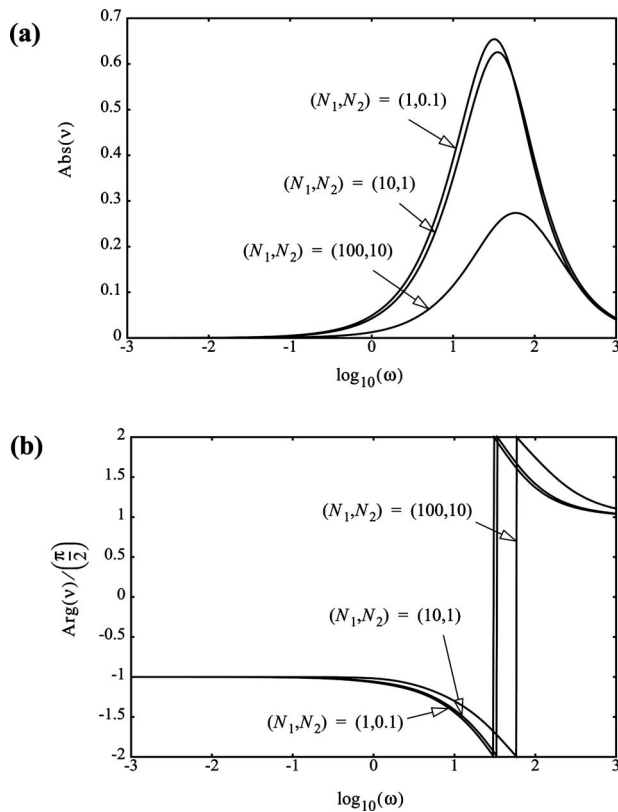 (a)
0.7
0.6
0.5
0.4
0.3
0.2
0.1
0
Abs(ν)
(N₁,N₂) = (1,0.1)
(N₁,N₂) = (10,1)
(N₁,N₂) = (100,10)
-3 -2 -1 0 1 2 3
log₁₀(ω)
(b)
2
1.5
1
0.5
0
-0.5
-1
-1.5
-2
Arg(ν)/(π/2)
(N₁,N₂) = (100,10)
(N₁,N₂) = (10,1)
(N₁,N₂) = (1,0.1)
-3 -2 -1 0 1 2 3
log₁₀(ω)